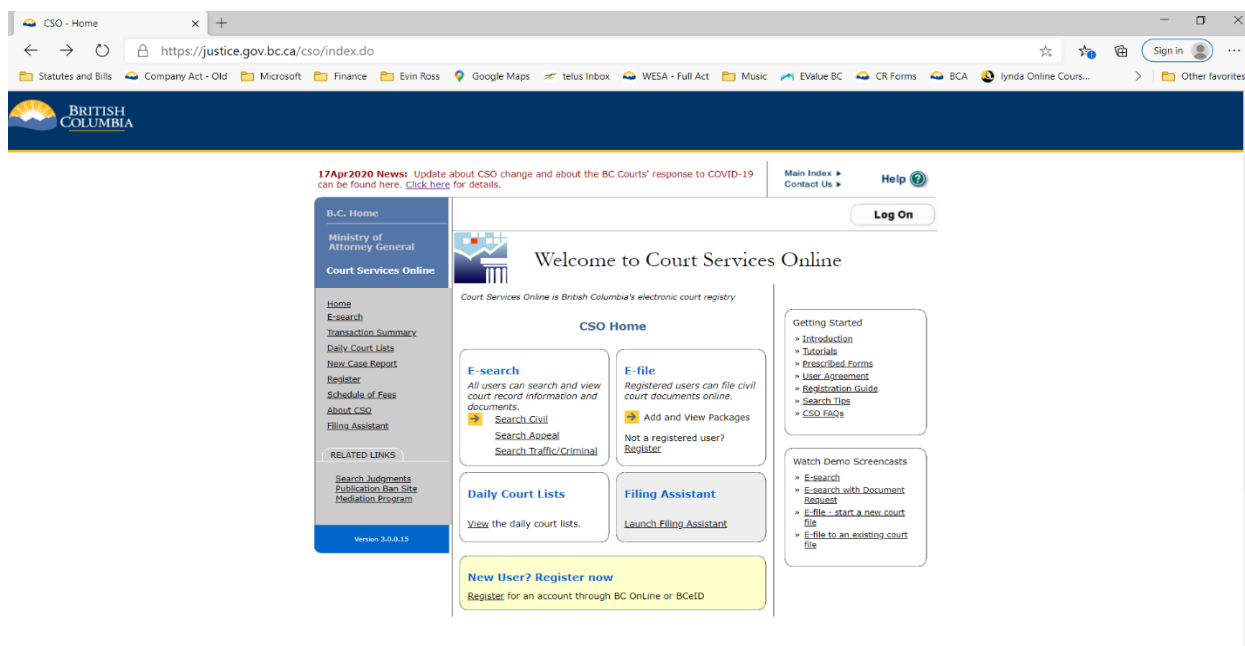 CSO - Home
https://justice.gov.bc.ca/cso/index.do
Sign in
Statutes and Bills
Company Act - Old
Microsoft
Finance
Evin Ross
Google Maps
telus Inbox
WESA - Full Act
Music
EValue BC
CR Forms
BCA
lynda Online Cours...
Other favorites
BRITISH
COLUMBIA
17Apr2020 News: Update about CSO change and about the BC Courts' response to COVID-19
can be found here. Click here for details.
Main Index
Contact Us
Help
B.C. Home
Ministry of
Attorney General
Court Services Online
Log On
Welcome to Court Services Online
Home
E-search
Transaction Summary
Daily Court Lists
New Case Report
Register
Schedule of Fees
About CSO
Filing Assistant
RELATED LINKS
Search Judgments
Publication Ban Site
Mediation Program
Version 3.0.0.15
Court Services Online is British Columbia's electronic court registry
CSO Home
E-search
All users can search and view
court record information and
documents.
Search Civil
Search Appeal
Search Traffic/Criminal
E-file
Registered users can file civil
court documents online.
Add and View Packages
Not a registered user?
Register
Daily Court Lists
View the daily court lists.
Filing Assistant
Launch Filing Assistant
New User? Register now
Register for an account through BC OnLine or BCeID
Getting Started
» Introduction
» Tutorials
» Prescribed Forms
» User Agreement
» Registration Guide
» Search Tips
» CSO FAQs
Watch Demo Screencasts
» E-search
» E-search with Document
Request
» E-file - start a new court
file
» E-file to an existing court
file